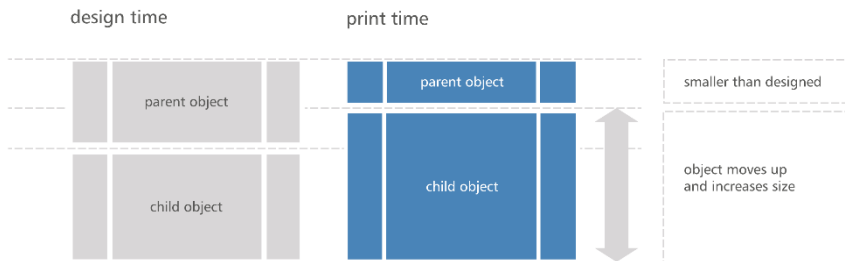 design time
print time
parent object
parent object
smaller than designed
child object
child object
object moves up
and increases size